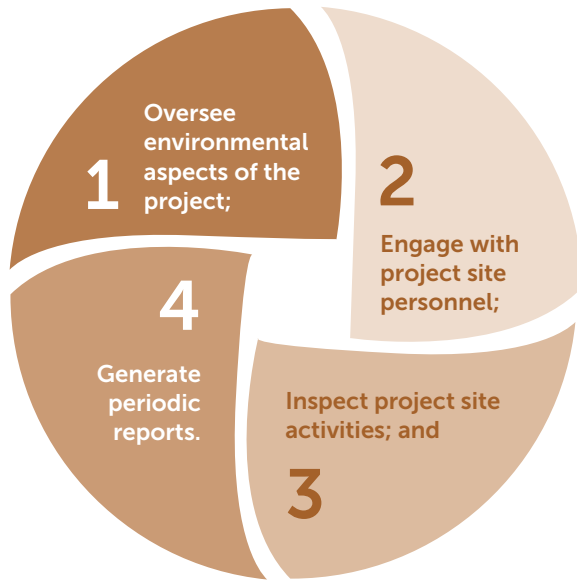 1
Oversee
environmental
aspects of the
project;
2
Engage with
project site
personnel;
3
Inspect project site
activities; and
4
Generate
periodic
reports.